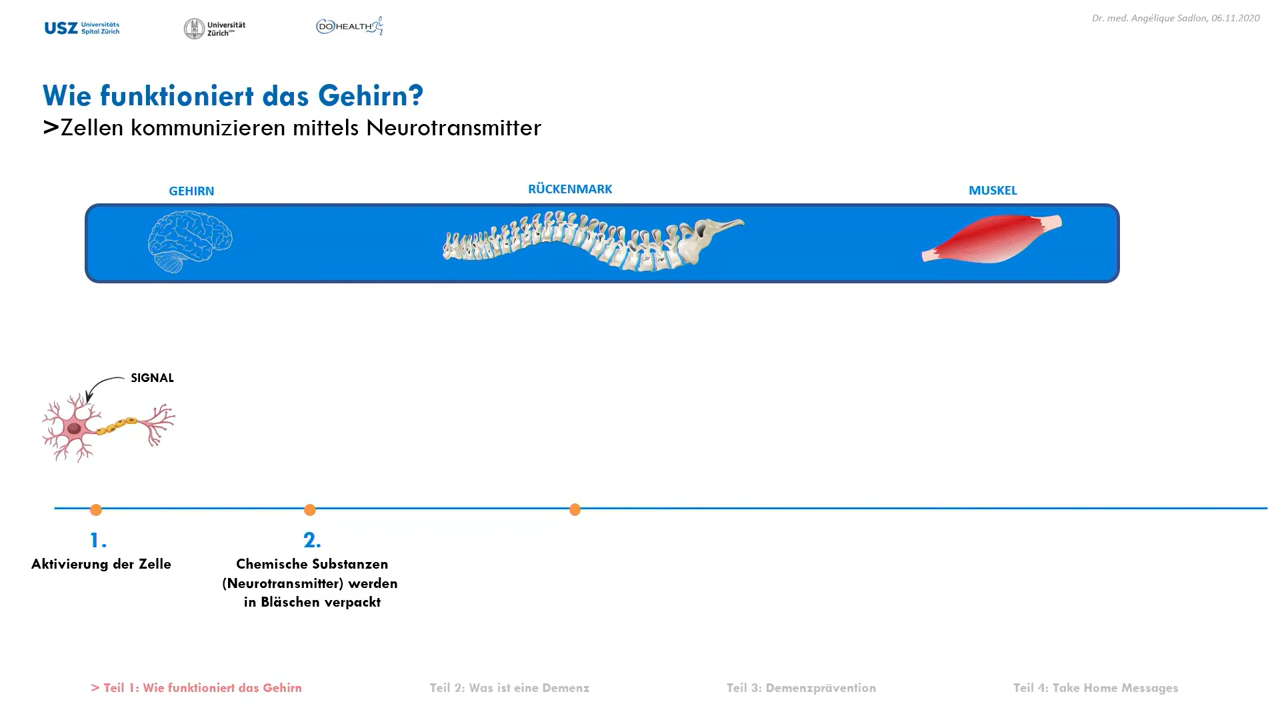 USZ Universitäts Spital Zürich
Universität Zürich
DO HEALTH
Dr. med. Angélique Sadlon, 06.11.2020
Wie funktioniert das Gehirn?
>Zellen kommunizieren mittels Neurotransmitter
GEHIRN
RÜCKENMARK
MUSKEL
SIGNAL
1.
Aktivierung der Zelle
2.
Chemische Substanzen
(Neurotransmitter) werden
in Bläschen verpackt
> Teil 1: Wie funktioniert das Gehirn
Teil 2: Was ist eine Demenz
Teil 3: Demenzprävention
Teil 4: Take Home Messages